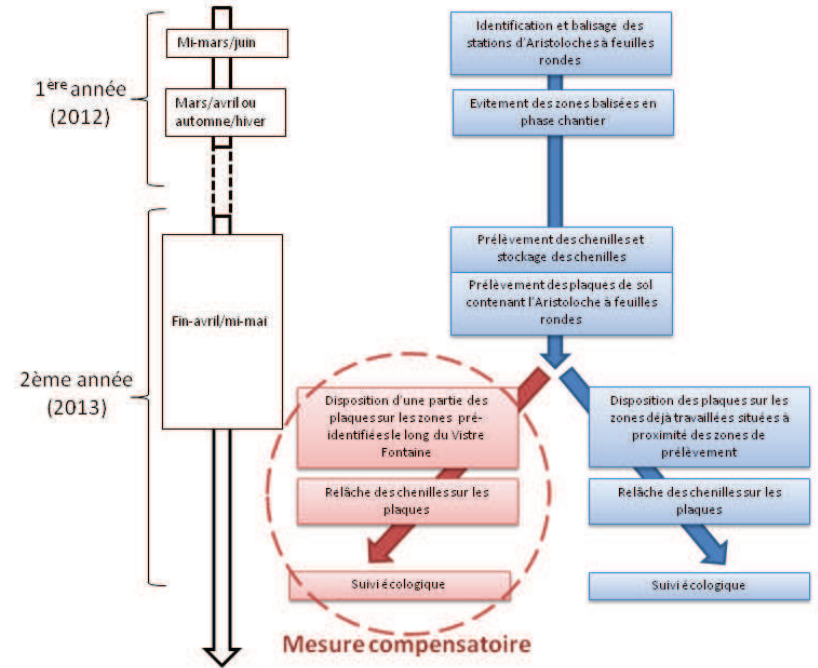 Mi-mars/juin
1ère année
(2012)
Mars/avril ou
automne/hiver
Identification et balisage des
stations d'Aristoloches à feuilles
rondes
Evitement des zones balisées en
phase chantier
2ème année
(2013)
Fin-avril/mi-mai
Prélèvement des chenilles et
stockage des chenilles
Prélèvement des plaques de sol
contenant l'Aristoloche à feuilles
rondes
Disposition d'une partie des
plaques sur les zones pré-
identifiées le long du Vistre
Fontaine
Relâche des chenilles sur les
plaques
Suivi écologique
Mesure compensatoire
Disposition des plaques sur les
zones déjà travaillées situées à
proximité des zones de
prélèvement
Relâche des chenilles sur les
plaques
Suivi écologique